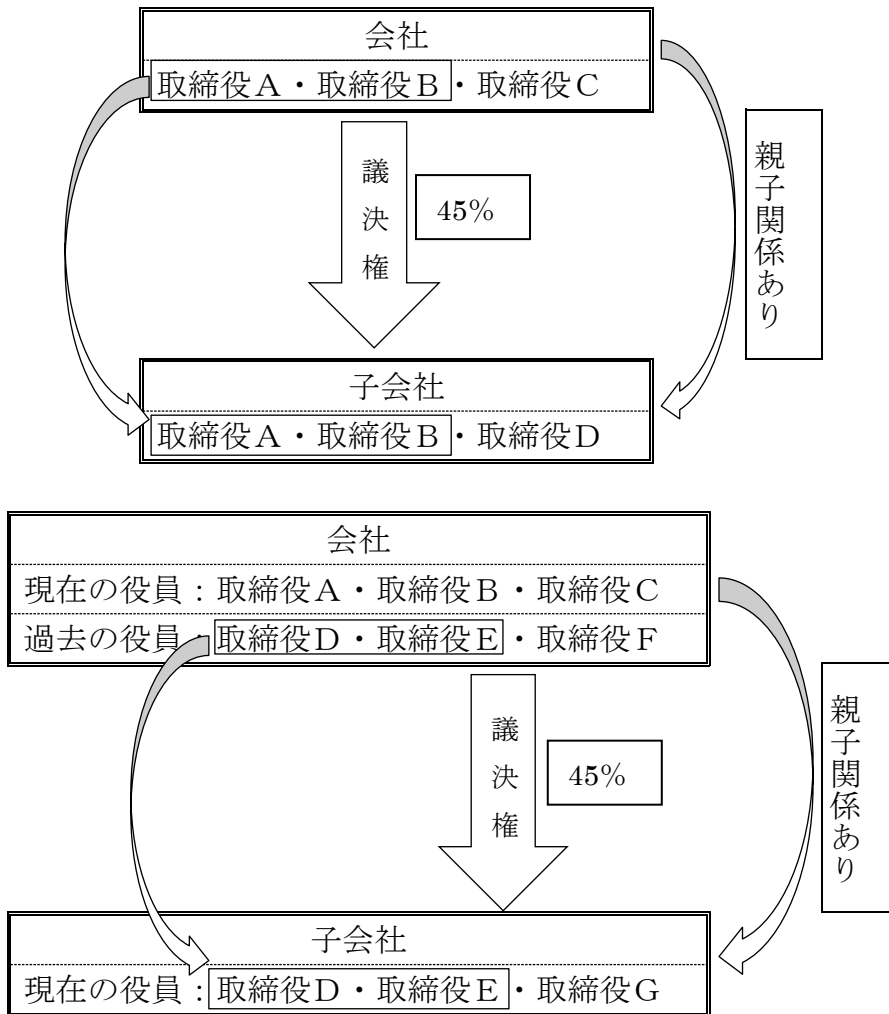 会社
取締役A・取締役B・取締役C
議決権
45%
親子関係あり
子会社
取締役A・取締役B・取締役D
会社
現在の役員：取締役A・取締役B・取締役C
過去の役員：取締役D・取締役E・取締役F
議決権
45%
親子関係あり
子会社
現在の役員：取締役D・取締役E・取締役G